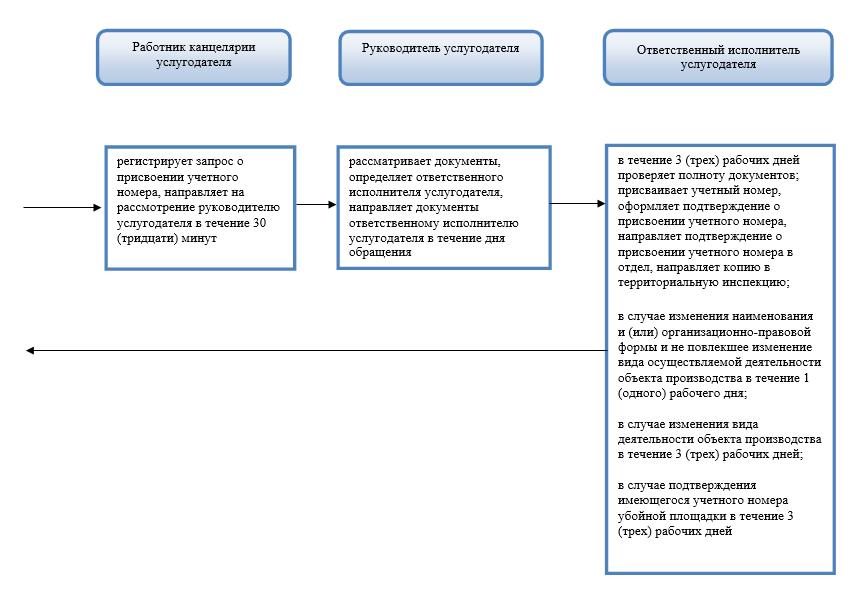 Работник канцелярии
услугодателя
Руководитель услугодателя
Ответственный исполнитель
услугодателя
регистрирует запрос о
присвоении учетного
номера, направляет на
рассмотрение руководителю
услугодателя в течение 30
(тридцати) минут
рассматривает документы,
определяет ответственного
исполнителя услугодателя,
направляет документы
ответственному исполнителю
услугодателя в течение дня
обращения
в течение 3 (трех) рабочих дней
проверяет полноту документов;
присваивает учетный номер,
оформляет подтверждение о
присвоении учетного номера,
направляет подтверждение о
присвоении учетного номера в
отдел, направляет копию в
территориальную инспекцию;
в случае изменения наименования
и (или) организационно-правовой
формы и не повлекшее изменение
вида осуществляемой деятельности
объекта производства в течение 1
(одного) рабочего дня;
в случае изменения вида
деятельности объекта производства
в течение 3 (трех) рабочих дней;
в случае подтверждения
имеющегося учетного номера
убойной площадки в течение 3
(трех) рабочих дней